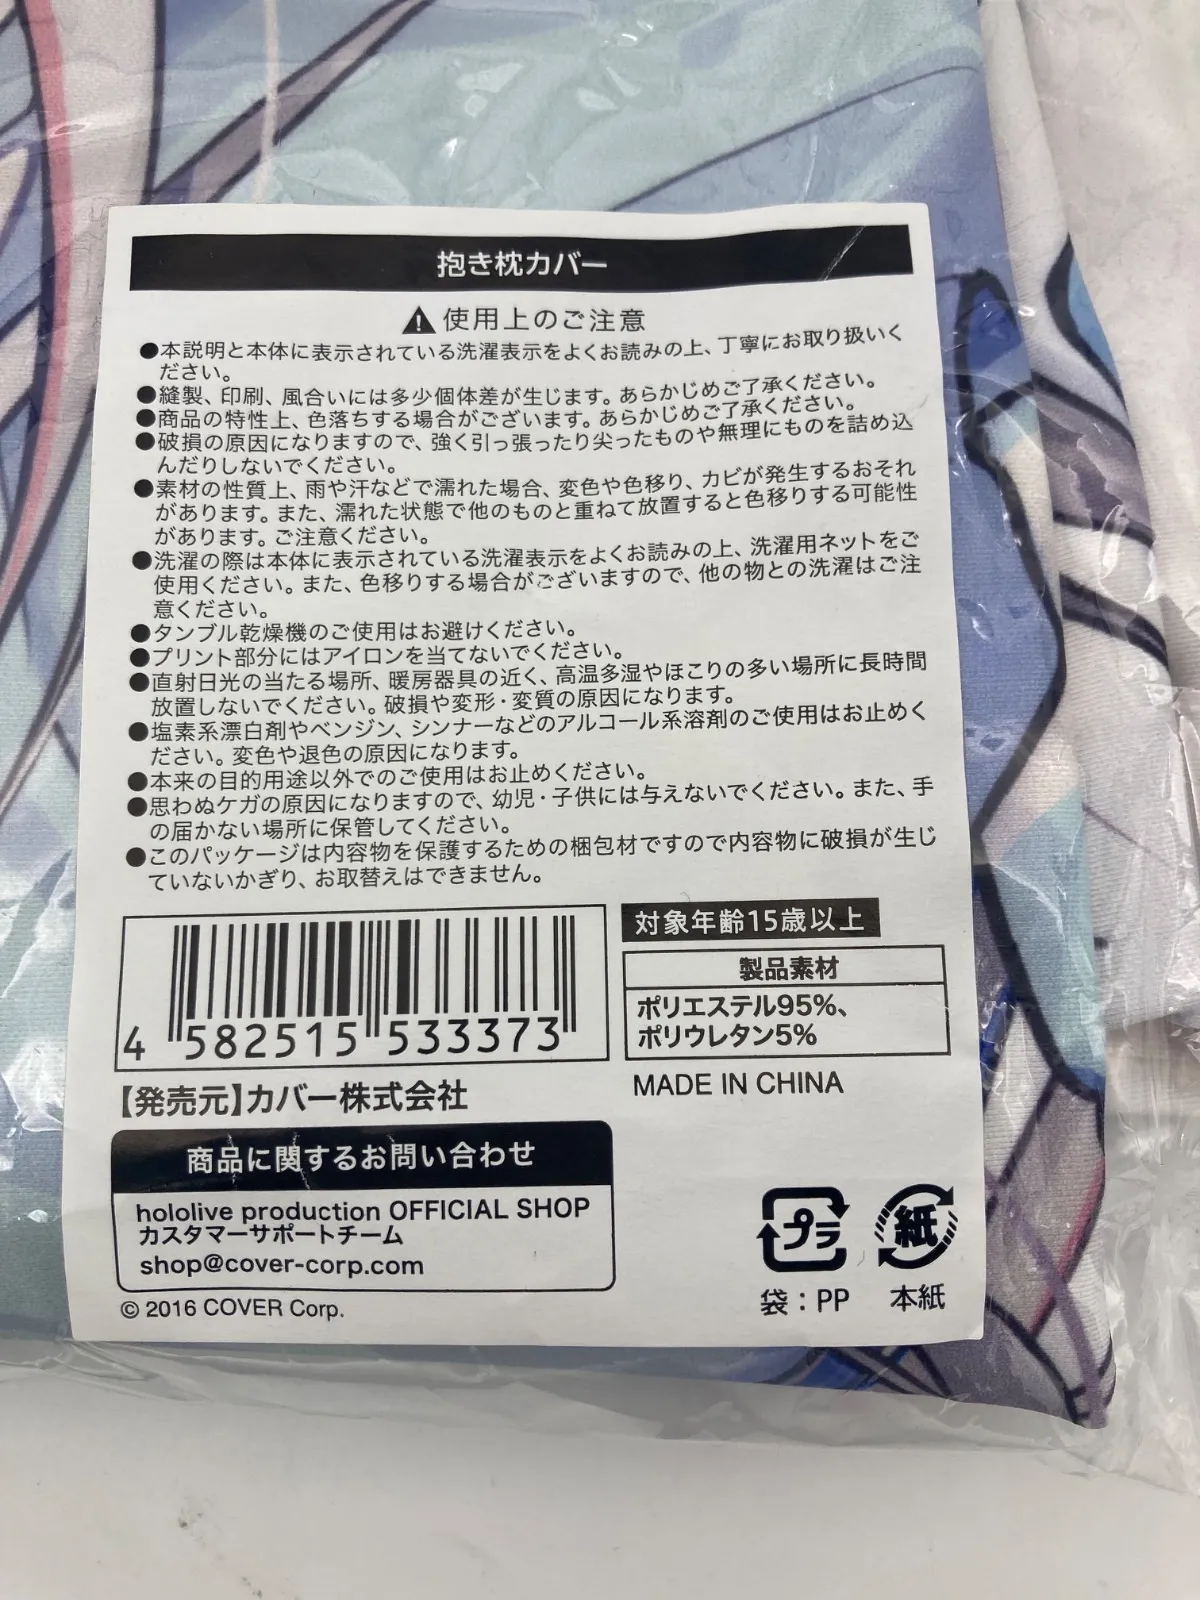 抱き枕カバー
使用上のご注意
●本説明と本体に表示されている洗濯表示をよくお読みの上、丁寧にお取り扱いく
ださい。
●縫製、印刷、風合いには多少個体差が生じます。あらかじめご了承ください。
●商品の特性上、色落ちする場合がございます。あらかじめご了承ください。
●破損の原因になりますので、強く引っ張ったり尖ったものや無理にものを詰め込
んだりしないでください。
●素材の性質上、雨や汗などで濡れた場合、変色や色移り、カビが発生するおそれ
があります。また、濡れた状態で他のものと重ねて放置すると色移りする可能性
があります。ご注意ください。
●洗濯の際は本体に表示されている洗濯表示をよくお読みの上、洗濯用ネットをご
使用ください。また、色移りする場合がございますので、他の物との洗濯はご注
意ください。
●タンブル乾燥機のご使用はお避けください。
●プリント部分にはアイロンを当てないでください。
●直射日光の当たる場所、暖房器具の近く、高温多湿やほこりの多い場所に長時間
放置しないでください。破損や変形・変質の原因になります。
●塩素系漂白剤やベンジン、シンナーなどのアルコール系溶剤のご使用はお止めく
ださい。変色や退色の原因になります。
●本来の目的用途以外でのご使用はお止めください。
●思わぬケガの原因になりますので、幼児・子供には与えないでください。また、手
の届かない場所に保管してください。
●このパッケージは内容物を保護するための梱包材ですので内容物に破損が生じ
ていないかぎり、お取替えはできません。
4 582515 533373
対象年齢15歳以上
製品素材
ポリエステル95%、
ポリウレタン5%
MADE IN CHINA
【発売元】カバー株式会社
商品に関するお問い合わせ
hololive production OFFICIAL SHOP
カスタマーサポートチーム
shop@cover-corp.com
© 2016 COVER Corp.
プラ
紙
袋：PP
本紙